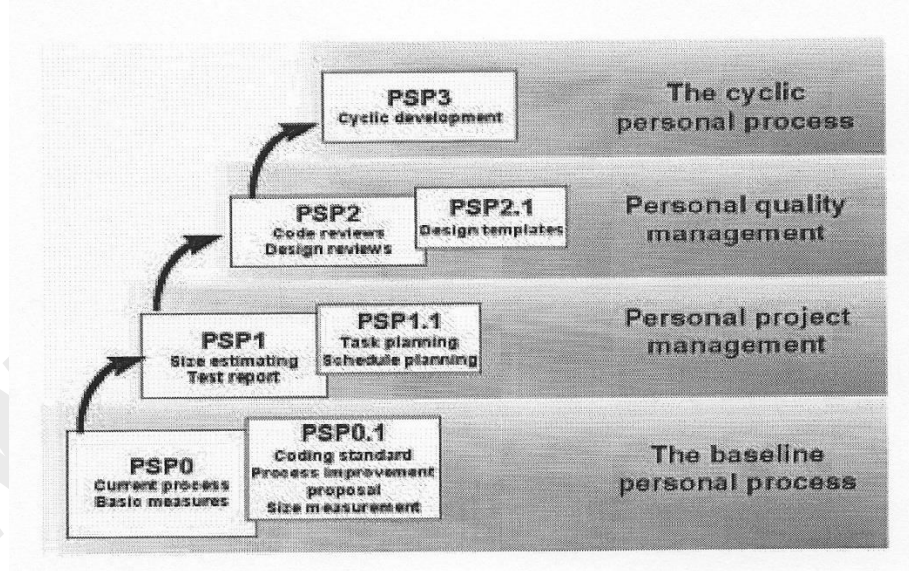 PSP3
Cyclic development
The cyclic
personal process
PSP2
Code reviews
Design reviews
PSP2.1
Design templates
Personal quality
management
PSP1
Size estimating
Test report
PSP1.1
Task planning
Schedule planning
Personal project
management
PSP0
Current process
Basic measures
PSP0.1
Coding standard
Process improvement
proposal
Size measurement
The baseline
personal process